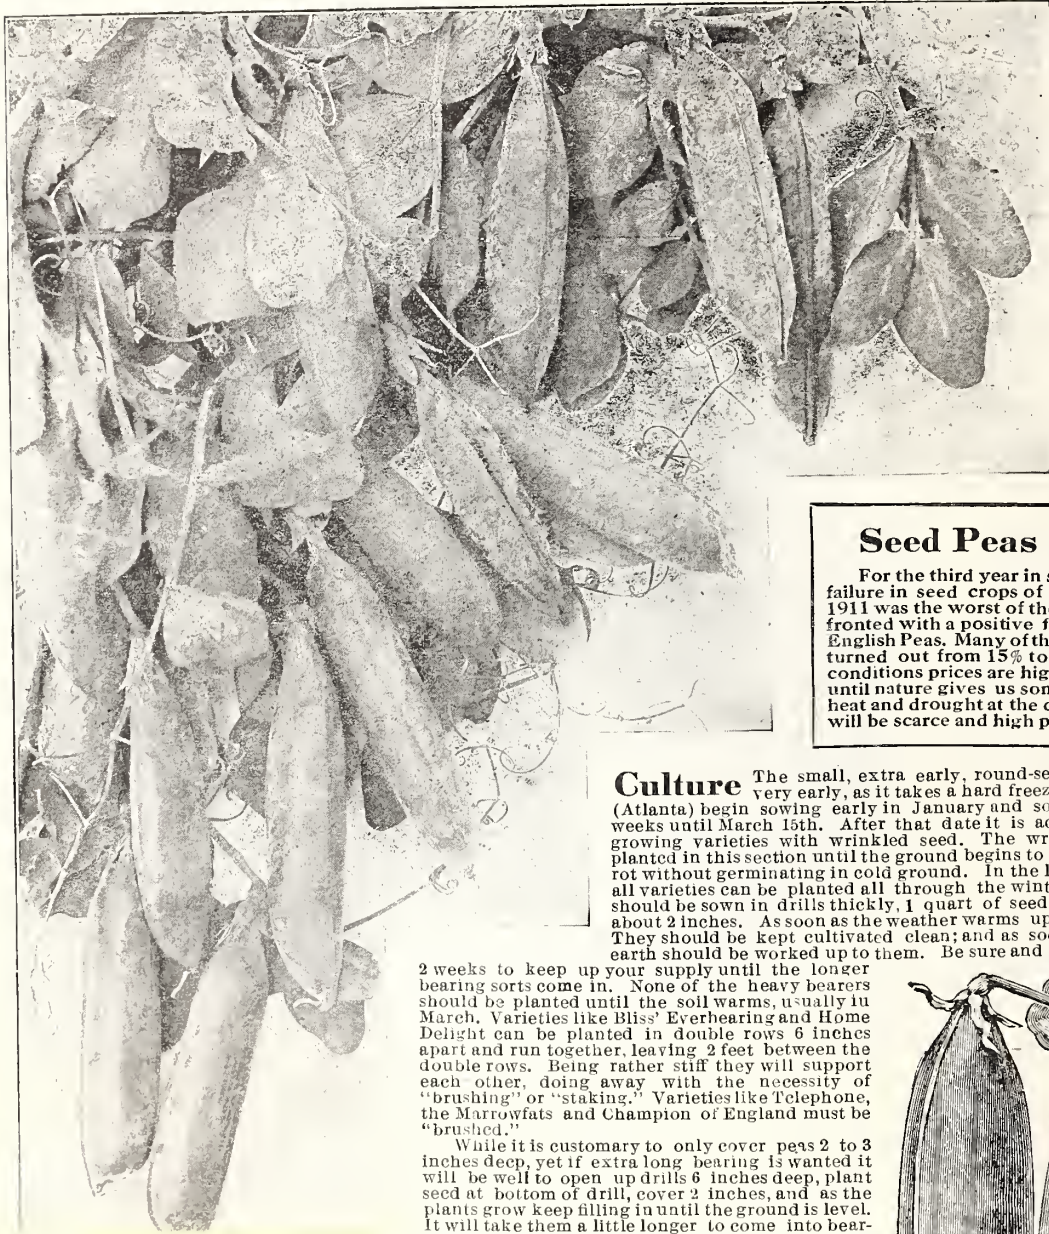 Seed Peas
For the third year in
failure in seed crops of
1911 was the worst of the
fronted with a positive f
English Peas. Many of th
turned out from 15% to
conditions prices are hig
until nature gives us som
heat and drought at the c
will be scarce and high p
Culture The small, extra early, round-se
very early, as it takes a hard freez
(Atlanta) begin sowing early in January and so
weeks until March 15th. After that date it is ac
growing varieties with wrinkled seed. The wr
planted in this section until the ground begins to
rot without germinating in cold ground. In the l
all varieties can be planted all through the wint
should be sown in drills thickly, 1 quart of seed
about 2 inches. As soon as the weather warms up
They should be kept cultivated clean; and as soo
earth should be worked up to them. Be sure and
2 weeks to keep up your supply until the longer
bearing sorts come in. None of the heavy bearers
should be planted until the soil warms, usually iu
March. Varieties like Bliss' Everhearing and Home
Delight can be planted in double rows 6 inches
apart and run together, leaving 2 feet between the
double rows. Being rather stiff they will support
each other, doing away with the necessity of
"brushing" or "staking." Varieties like Telephone,
the Marrowfats and Champion of England must be
"brushed."
While it is customary to only cover peas 2 to 3
inches deep, yet if extra long bearing is wanted it
will be well to open up drills 6 inches deep, plant
seed at bottom of drill, cover 2 inches, and as the
plants grow keep filling in until the ground is level.
It will take them a little longer to come into bear-